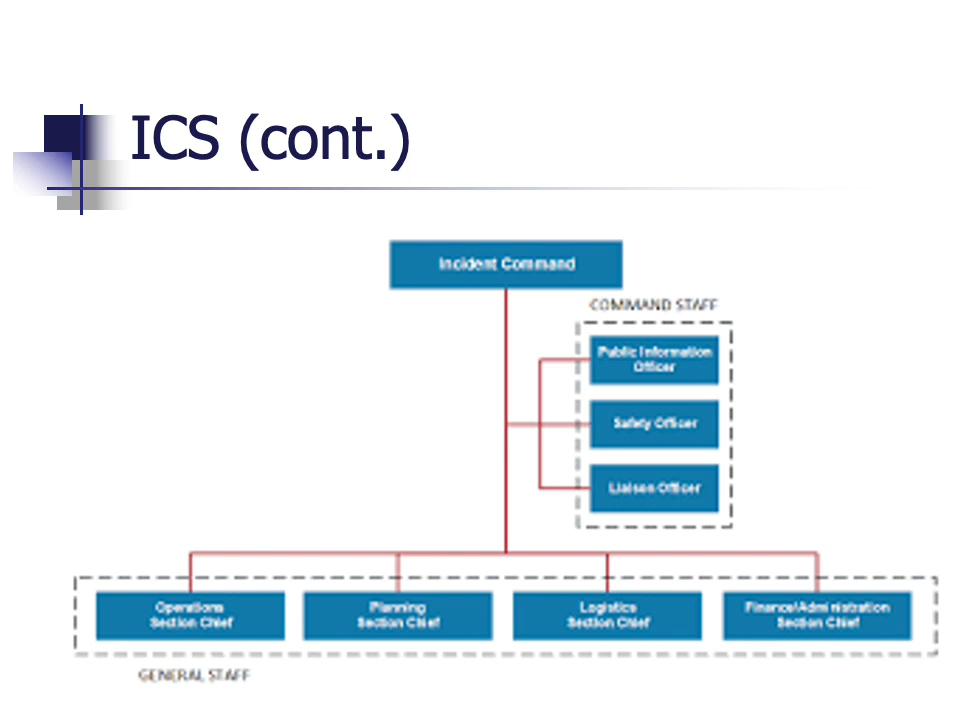 ICS (cont.)
Incident Command
COMMAND STAFF
Public Information
Officer
Safety Officer
Liaison Officer
Operations
Section Chief
Planning
Section Chief
Logistics
Section Chief
Finance/Administration
Section Chief
GENERAL STAFF